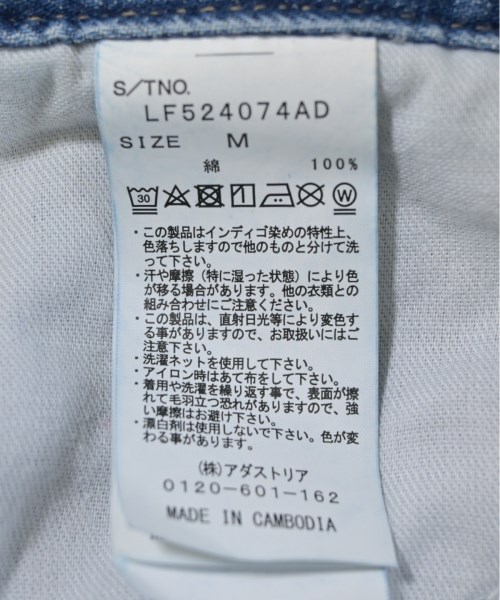 S/TNO.
LF524074AD
SIZE M
綿 100%
30 W
・この製品はインディゴ染めの特性上、
色落ちしますので他のものと分けて洗
って下さい。
・汗や摩擦(特に湿った状態)により色
が移る場合があります。他の衣類との
組み合わせにご注意ください。
・この製品は、直射日光等により変色す
る事がありますので、お取扱いにはご
注意下さい。
・洗濯ネットを使用して下さい。
・アイロン時はあて布をして下さい。
・着用や洗濯を繰り返す事で、表面が擦
れて毛羽立つ恐れがありますので、強
い摩擦はお避け下さい。
・漂白剤は使用しないで下さい。色が変
わる事があります。
(株)アダストリア
0120-601-162
MADE IN CAMBODIA